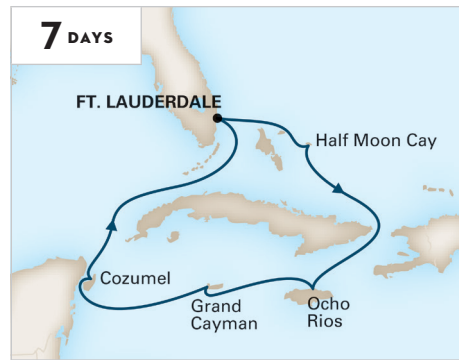 7 DAYS
FT. LAUDERDALE
Half Moon Cay
Cozumel
Grand
Cayman
Ocho
Rios